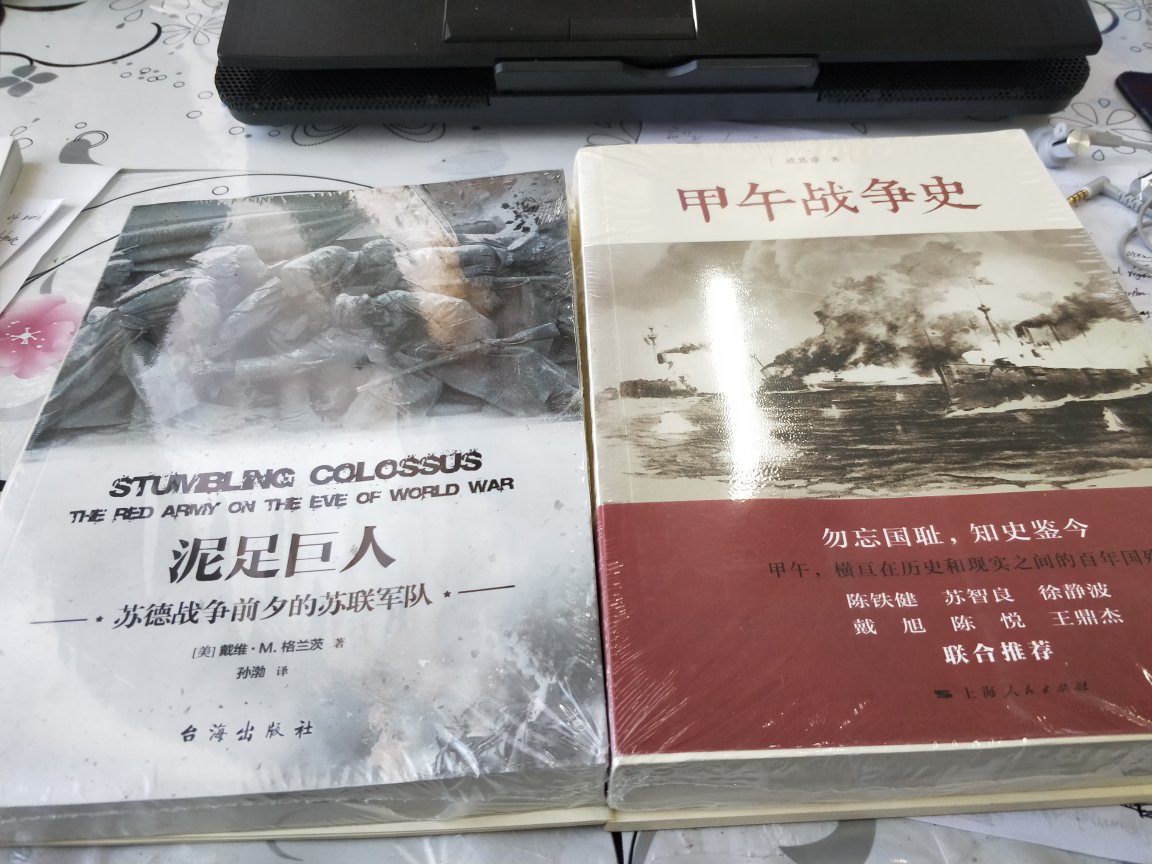 STUMBLING COLOSSUS
THE RED ARMY ON THE EVE OF WORLD WAR
泥足巨人
苏德战争前夕的苏联军队
[美] 戴维·M. 格兰茨 著
孙渤 译
台海出版社
戚其章 著
甲午战争史
勿忘国耻，知史鉴今
甲午，横亘在历史和现实之间的百年国殇
陈铁健 苏智良 徐静波
戴旭 陈悦 王鼎杰
联合推荐
上海人民出版社